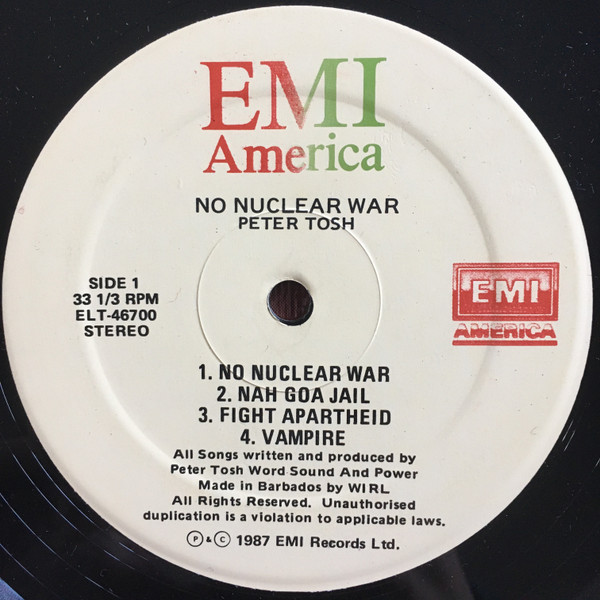 EMI
America
NO NUCLEAR WAR
PETER TOSH
SIDE 1
33 1/3 RPM
ELT-46700
STEREO
EMI
AMERICA
1. NO NUCLEAR WAR
2. NAH GOA JAIL
3. FIGHT APARTHEID
4. VAMPIRE
All Songs written and produced by
Peter Tosh Word Sound And Power
Made in Barbados by WIRL
All Rights Reserved. Unauthorised
duplication is a violation to applicable laws.
Ⓟ & © 1987 EMI Records Ltd.